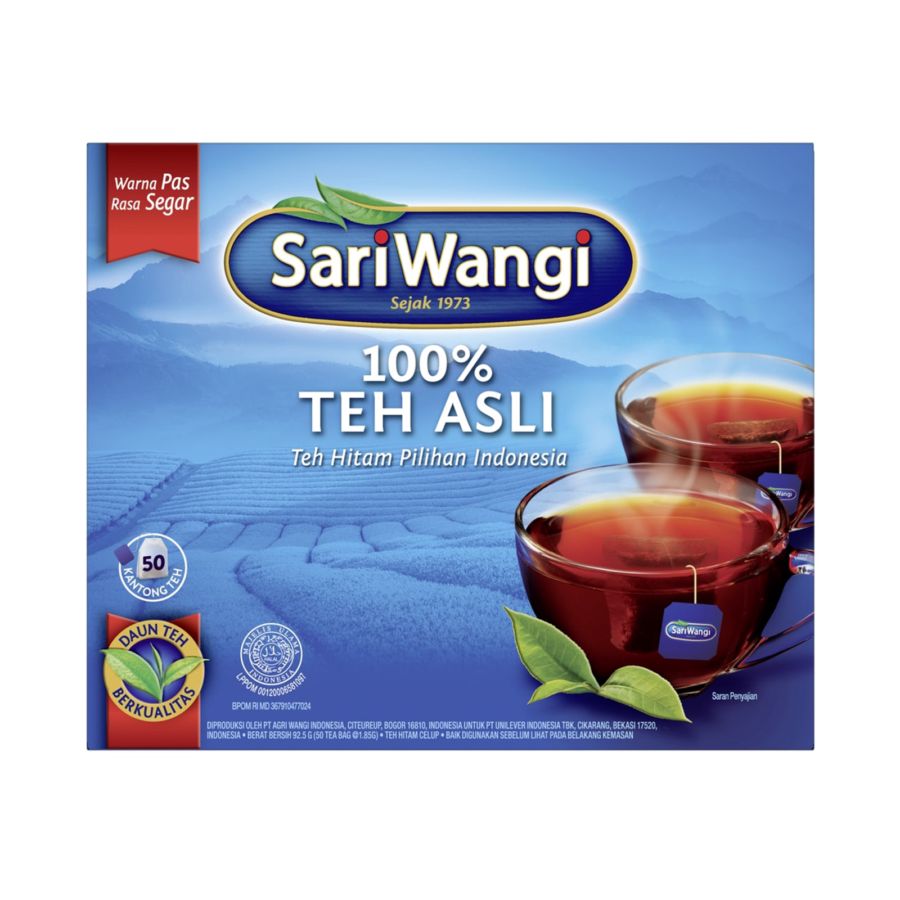 Warna Pas
Rasa Segar
SariWangi
Sejak 1973
100%
TEH ASLI
Teh Hitam Pilihan Indonesia
SariWangi
SariWangi
50
KANTONG TEH
DAUN TEH
BERKUALITAS
MAJELIS ULAMA
HALAL
INDONESIA
LPPOM 00120006581097
BPOM RI MD 367910477024
Saran Penyajian
DIPRODUKSI OLEH PT AGRI WANGI INDONESIA, CITEUREUP, BOGOR 16810, INDONESIA UNTUK PT UNILEVER INDONESIA TBK, CIKARANG, BEKASI 17520,
INDONESIA • BERAT BERSIH 92.5 G (50 TEA BAG @1.85G) • TEH HITAM CELUP • BAIK DIGUNAKAN SEBELUM LIHAT PADA BELAKANG KEMASAN